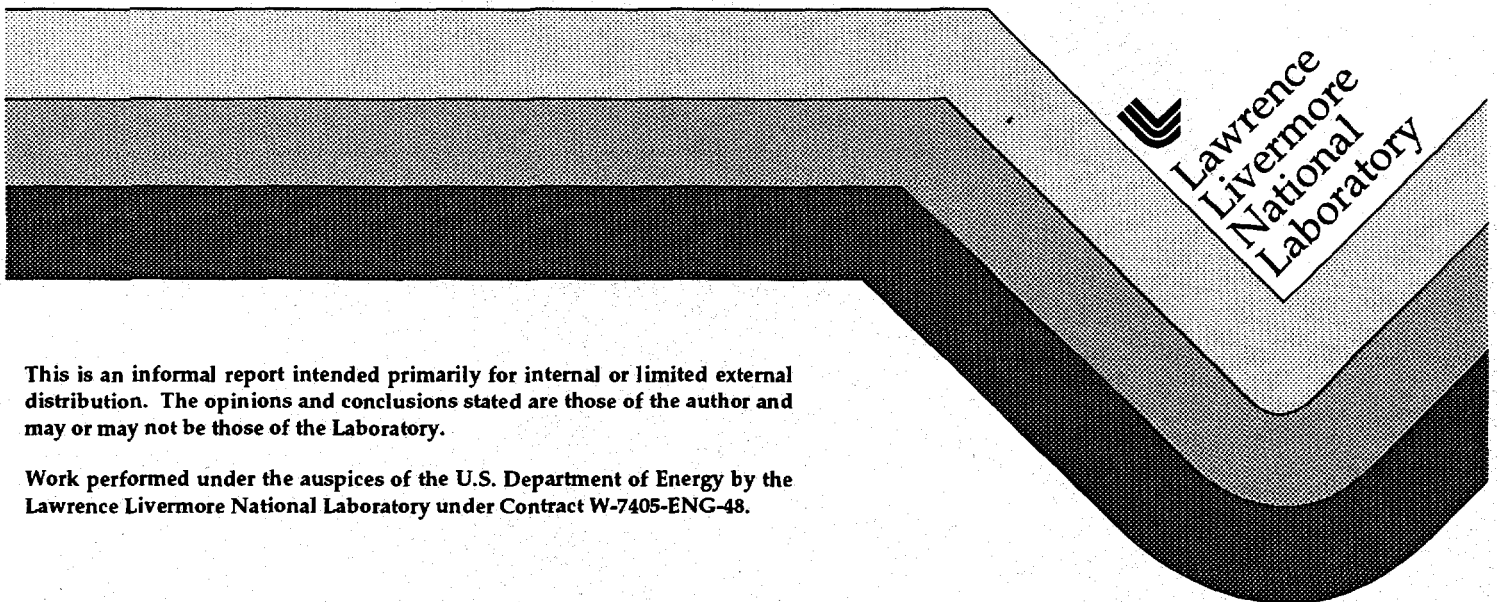 Lawrence
Livermore
National
Laboratory
This is an informal report intended primarily for internal or limited external
distribution. The opinions and conclusions stated are those of the author and
may or may not be those of the Laboratory.
Work performed under the auspices of the U.S. Department of Energy by the
Lawrence Livermore National Laboratory under Contract W-7405-ENG-48.